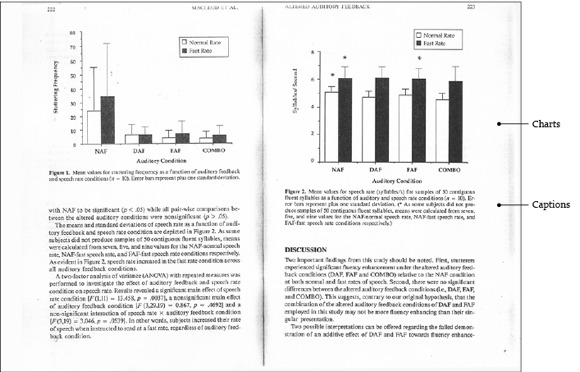 222
MACLEOD ET AL.
80
70
60
50
40
30
20
10
0
Stuttering Frequency
Normal Rate
Fast Rate
NAF
DAF
FAF
COMBO
Auditory Condition
Figure 1. Mean values for stuttering frequency as a function of auditory feedback
and speech rate conditions (n = 10). Error bars represent plus one standard deviation.
with NAF to be significant (p < .05) while all pair-wise comparisons be-
tween the altered auditory conditions were nonsignificant (p > .05).
The means and standard deviations of speech rate as a function of audi-
tory feedback and speech rate condition are depicted in Figure 2. As some
subjects did not produce samples of 50 contiguous fluent syllables, means
were calculated from seven, five, and nine values for the NAF-normal speech
rate, NAF-fast speech rate, and FAF-fast speech rate conditions respectively.
As evident in Figure 2, speech rate increased in the fast rate condition across
all auditory feedback conditions.
A two-factor analysis of variance (ANOVA) with repeated measures was
performed to investigate the effect of auditory feedback and speech rate
condition on speech rate. Results revealed a significant main effect of speech
rate condition [F(1,11) = 13.458, p = .0037], a nonsignificant main effect
of auditory feedback condition [F (3,29,19) = 0.867, p = .4692] and a
non-significant interaction of speech rate × auditory feedback condition
[F(3,19) = 3.046, p = .0539]. In other words, subjects increased their rate
of speech when instructed to read at a fast rate, regardless of auditory feed-
back condition.
ALTERED AUDITORY FEEDBACK
223
Normal Rate
Fast Rate
8
6
4
2
0
Syllables/Second
*
*
*
NAF
DAF
FAF
COMBO
Auditory Condition
Figure 2. Mean values for speech rate (syllables/s) for samples of 50 contiguous
fluent syllables as a function of auditory and speech rate conditions (n = 10). Er-
ror bars represent plus one standard deviation. (* As some subjects did not pro-
duce samples of 50 contiguous fluent syllables, means were calculated from seven,
five, and nine values for the NAF-normal speech rate, NAF-fast speech rate, and
FAF-fast speech rate conditions respectively.)
DISCUSSION
Two important findings from this study should be noted. First, stutterers
experienced significant fluency enhancement under the altered auditory feed-
back conditions (DAF, FAF and COMBO) relative to the NAF condition
at both normal and fast rates of speech. Second, there were no significant
differences between the altered auditory feedback conditions (i.e., DAF, FAF,
and COMBO). This suggests, contrary to our original hypothesis, that the
combination of the altered auditory feedback conditions of DAF and FAF
employed in this study may not be more fluency enhancing than their sin-
gular presentation.
Two possible interpretations can be offered regarding the failed demon-
stration of an additive effect of DAF and FAF towards fluency enhance-
Charts
Captions